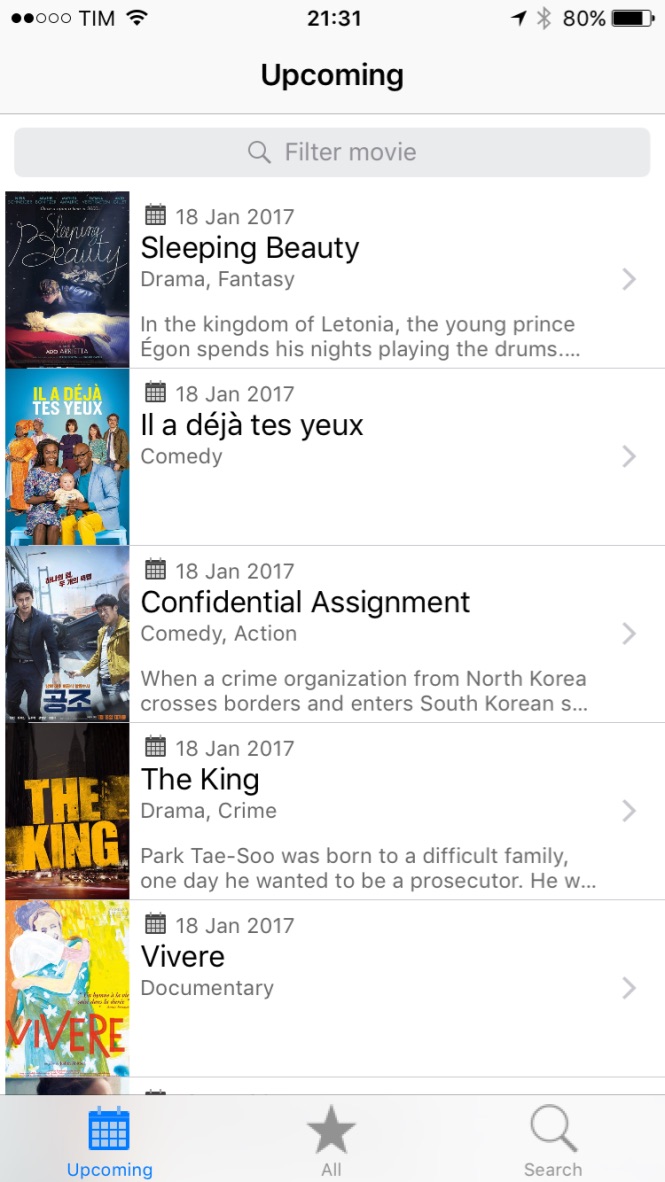 TIM
21:31
80%
Upcoming
Filter movie
Sleeping
Beauty
ADO ARRIETTA
18 Jan 2017
Sleeping Beauty
Drama, Fantasy
In the kingdom of Letonia, the young prince
Égon spends his nights playing the drums....
IL A DÉJÀ
TES YEUX
18 Jan 2017
Il a déjà tes yeux
Comedy
공조
18 Jan 2017
Confidential Assignment
Comedy, Action
When a crime organization from North Korea
crosses borders and enters South Korean s...
THE
KING
18 Jan 2017
The King
Drama, Crime
Park Tae-Soo was born to a difficult family,
one day he wanted to be a prosecutor. He w...
VIVERE
18 Jan 2017
Vivere
Documentary
Upcoming
All
Search